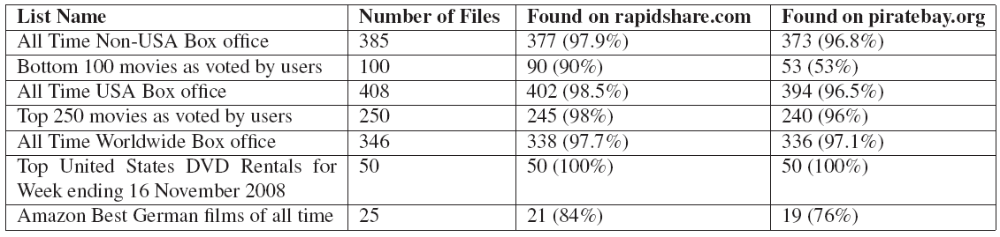 List Name Number of Files Found on rapidshare.com Found on piratebay.org
All Time Non-USA Box office 385 377 (97.9%) 373 (96.8%)
Bottom 100 movies as voted by users 100 90 (90%) 53 (53%)
All Time USA Box office 408 402 (98.5%) 394 (96.5%)
Top 250 movies as voted by users 250 245 (98%) 240 (96%)
All Time Worldwide Box office 346 338 (97.7%) 336 (97.1%)
Top United States DVD Rentals for 50 50 (100%) 50 (100%)
Week ending 16 November 2008
Amazon Best German films of all time 25 21 (84%) 19 (76%)